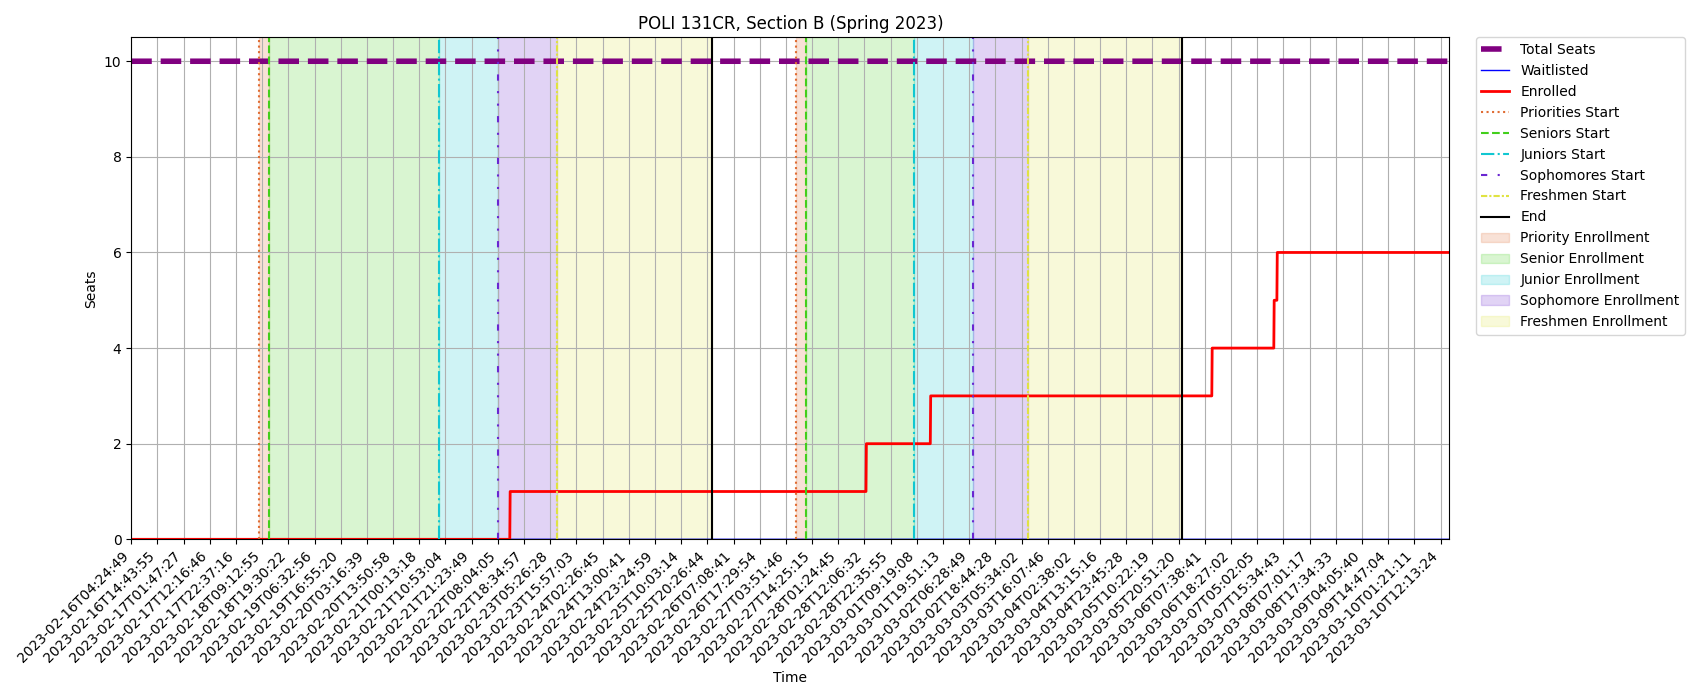 POLI 131CR, Section B (Spring 2023)
Seats
10
8
6
4
2
0
2023-02-16T04:24:49
2023-02-16T14:43:55
2023-02-17T01:47:27
2023-02-17T12:16:46
2023-02-17T22:37:16
2023-02-18T09:12:55
2023-02-18T19:30:22
2023-02-19T06:32:56
2023-02-19T16:55:20
2023-02-20T03:16:39
2023-02-20T13:50:58
2023-02-21T00:13:18
2023-02-21T10:53:04
2023-02-21T21:23:49
2023-02-22T08:04:05
2023-02-22T18:34:57
2023-02-23T05:26:28
2023-02-23T15:57:03
2023-02-24T02:26:45
2023-02-24T13:00:41
2023-02-24T23:24:59
2023-02-25T10:03:14
2023-02-25T20:26:44
2023-02-26T07:08:41
2023-02-26T17:29:54
2023-02-27T03:51:46
2023-02-27T14:25:15
2023-02-28T01:24:45
2023-02-28T12:06:32
2023-02-28T22:35:55
2023-03-01T09:19:08
2023-03-01T19:51:13
2023-03-02T06:28:49
2023-03-02T18:44:28
2023-03-03T05:34:02
2023-03-03T16:07:46
2023-03-04T02:38:02
2023-03-04T13:15:16
2023-03-04T23:45:28
2023-03-05T10:22:19
2023-03-05T20:51:20
2023-03-06T07:38:41
2023-03-06T18:27:02
2023-03-07T05:02:05
2023-03-07T15:34:43
2023-03-08T07:01:17
2023-03-08T17:34:33
2023-03-09T04:05:40
2023-03-09T14:47:04
2023-03-10T01:21:11
2023-03-10T12:13:24
Time
Total Seats
Waitlisted
Enrolled
Priorities Start
Seniors Start
Juniors Start
Sophomores Start
Freshmen Start
End
Priority Enrollment
Senior Enrollment
Junior Enrollment
Sophomore Enrollment
Freshmen Enrollment